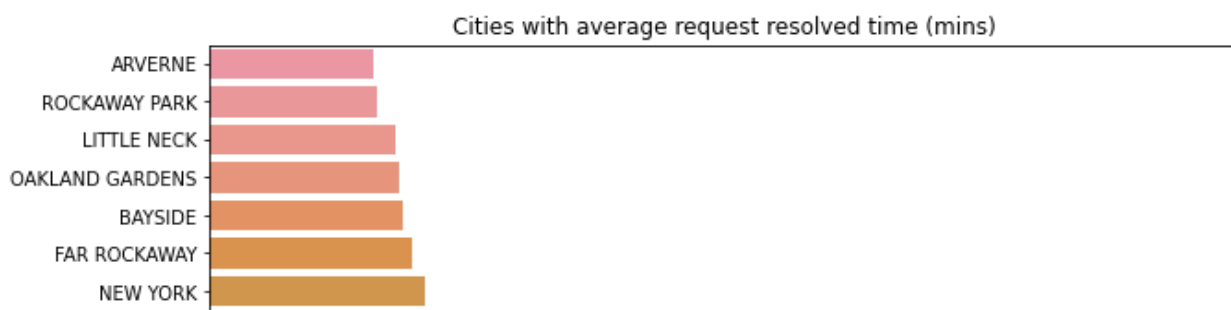 Cities with average request resolved time (mins)
ARVERNE
ROCKAWAY PARK
LITTLE NECK
OAKLAND GARDENS
BAYSIDE
FAR ROCKAWAY
NEW YORK